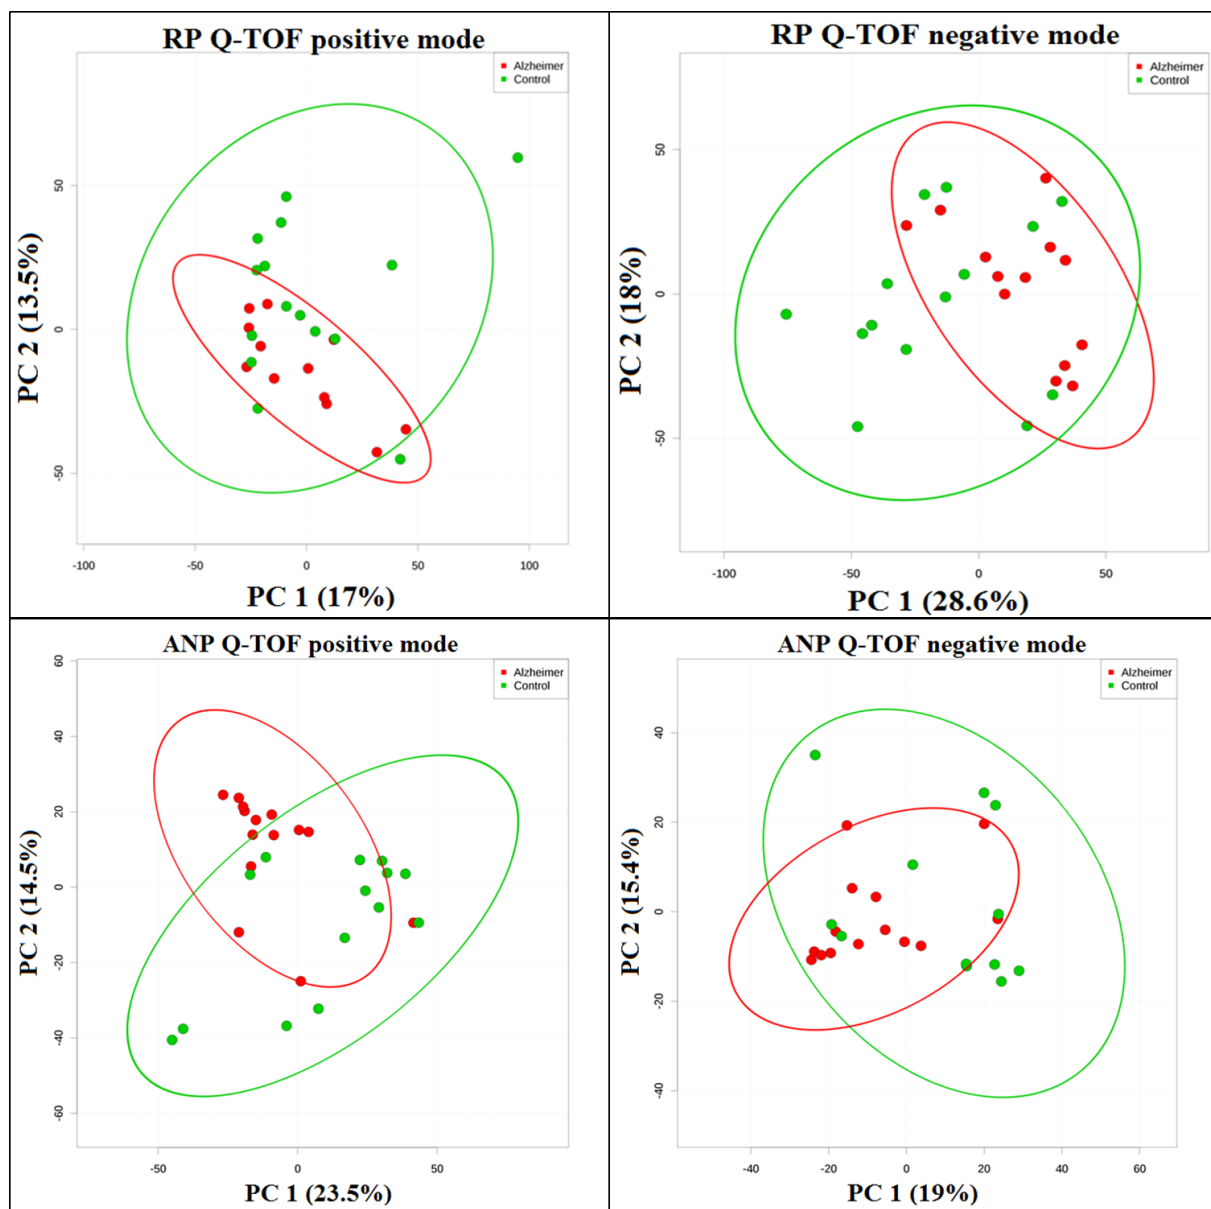 RP Q-TOF positive mode
Alzheimer
Control
PC 2 (13.5%)
50
0
-50
-100
-50
0
50
100
PC 1 (17%)
RP Q-TOF negative mode
Alzheimer
Control
PC 2 (18%)
50
0
-50
-100
-50
0
50
PC 1 (28.6%)
ANP Q-TOF positive mode
Alzheimer
Control
PC 2 (14.5%)
60
40
20
0
-20
-40
-60
-50
0
50
PC 1 (23.5%)
ANP Q-TOF negative mode
Alzheimer
Control
PC 2 (15.4%)
40
20
0
-20
-40
-40
-20
0
20
40
60
PC 1 (19%)